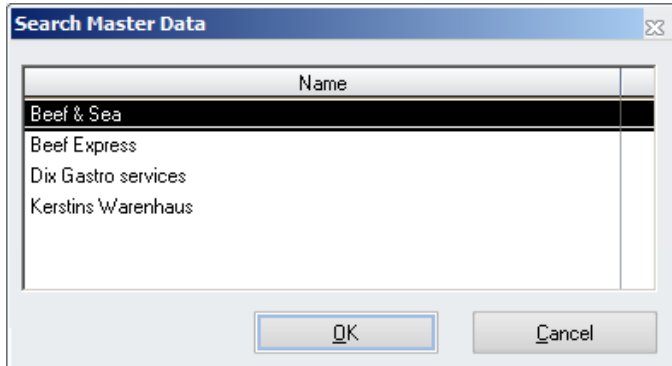 Search Master Data
Name
Beef & Sea
Beef Express
Dix Gastro services
Kerstins Warenhaus
OK Cancel